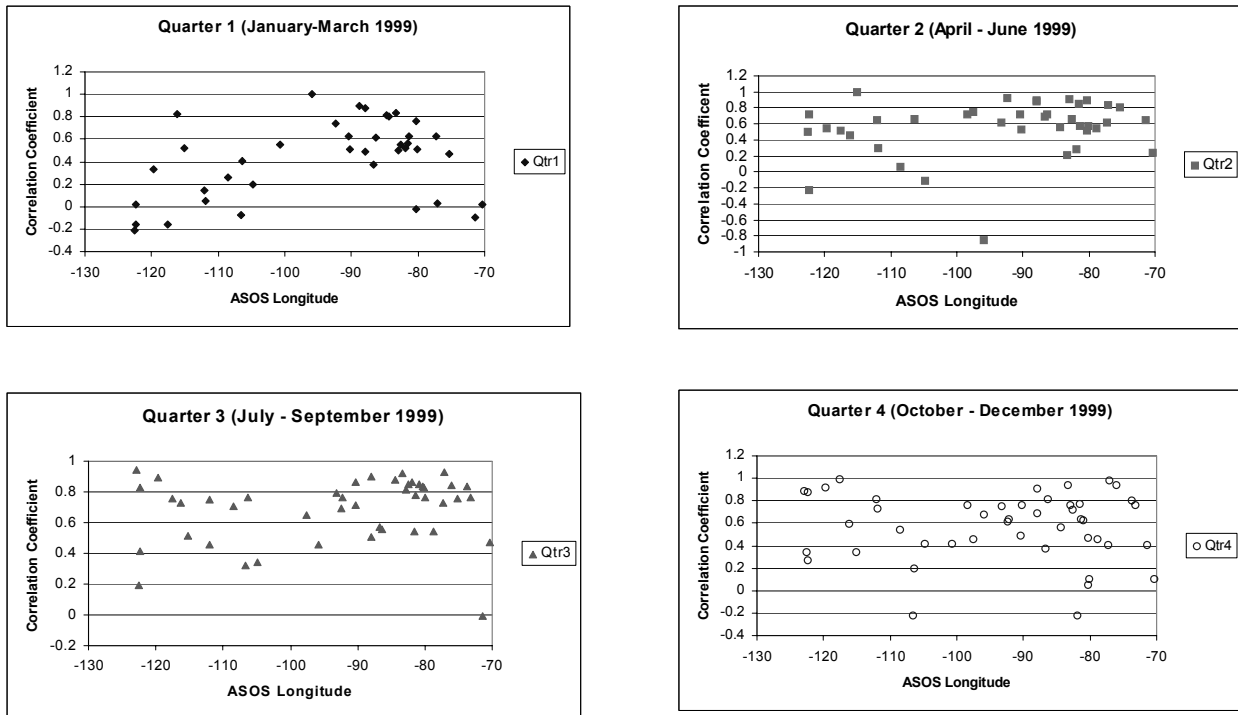 Quarter 1 (January-March 1999)
Correlation Coefficient
1.2
1
0.8
0.6
0.4
0.2
0
-0.2
-0.4
-130 -120 -110 -100 -90 -80 -70
ASOS Longitude
Qtr1
Quarter 2 (April - June 1999)
Correlation Coefficent
1.2
1
0.8
0.6
0.4
0.2
0
-0.2
-0.4
-0.6
-0.8
-1
-130 -120 -110 -100 -90 -80 -70
ASOS Longitude
Qtr2
Quarter 3 (July - September 1999)
Correlation Coefficient
1.2
1
0.8
0.6
0.4
0.2
0
-0.2
-130 -120 -110 -100 -90 -80 -70
ASOS Longitude
Qtr3
Quarter 4 (October - December 1999)
Correlation Coefficient
1.2
1
0.8
0.6
0.4
0.2
0
-0.2
-0.4
-130 -120 -110 -100 -90 -80 -70
ASOS Longitude
Qtr4